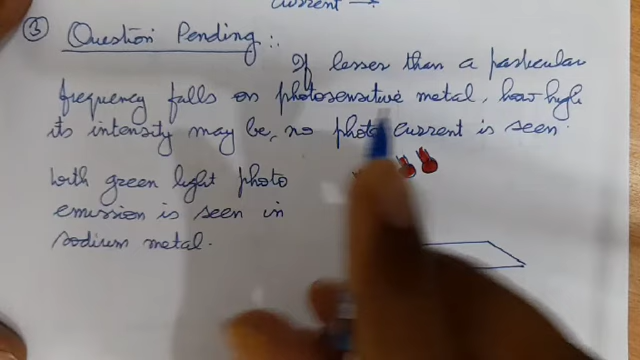 Current →
③ Question Pending :.
If lesser than a particular
frequency falls on photosensitive metal, how high
its intensity may be, no photo current is seen.
With green light photo
emission is seen in
sodium metal.